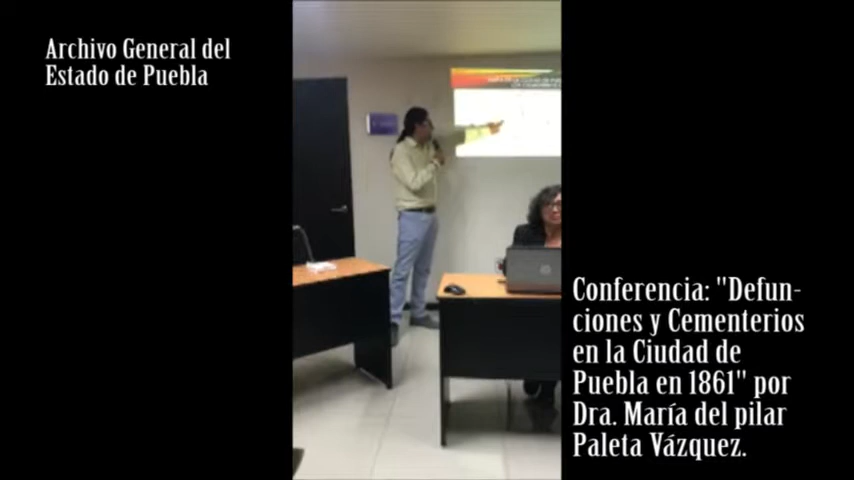 Archivo General del
Estado de Puebla
Conferencia: "Defun-
ciones y Cementerios
en la Ciudad de
Puebla en 1861" por
Dra. María del pilar
Paleta Vázquez.